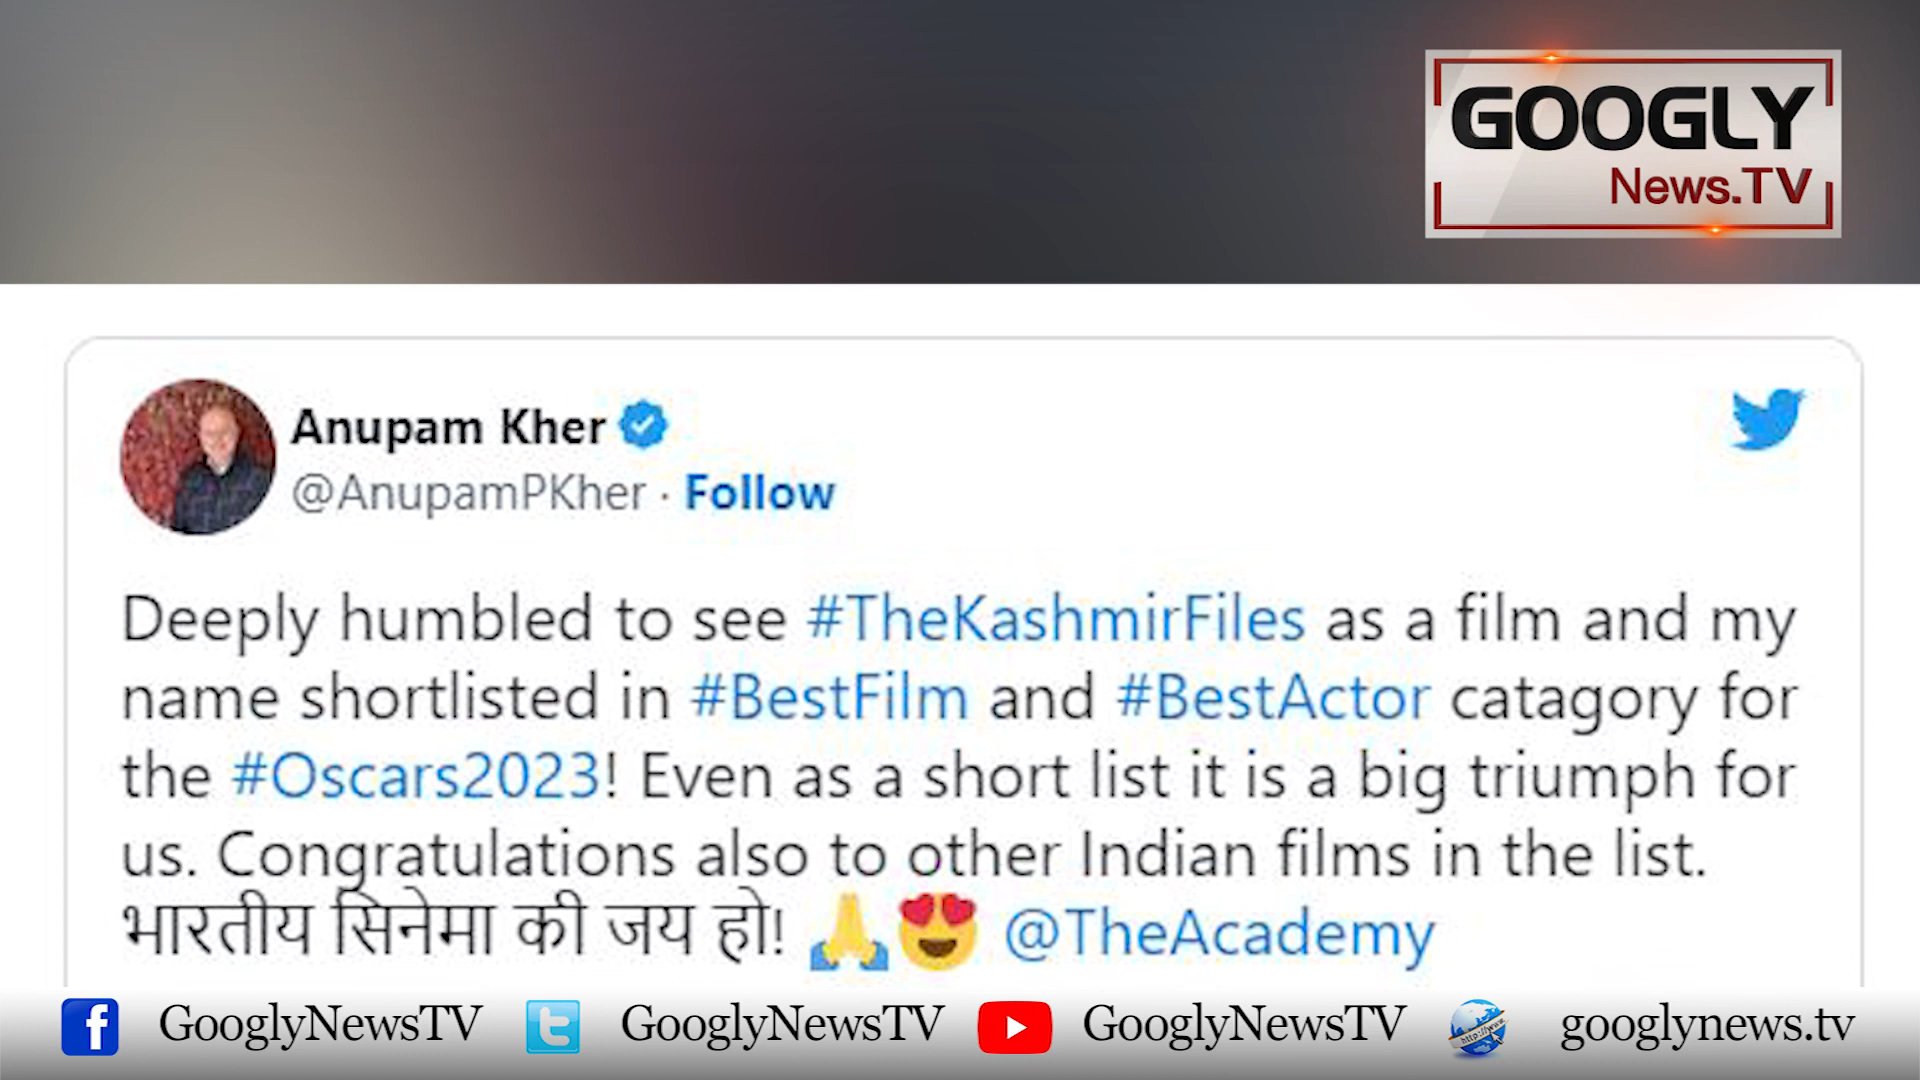 GOOGLY
News.TV
Anupam Kher
@AnupamPKher · Follow
Deeply humbled to see #TheKashmirFiles as a film and my
name shortlisted in #BestFilm and #BestActor catagory for
the #Oscars2023! Even as a short list it is a big triumph for
us. Congratulations also to other Indian films in the list.
भारतीय सिनेमा की जय हो! 🙏😍 @TheAcademy
GooglyNewsTV GooglyNewsTV GooglyNewsTV googlynews.tv